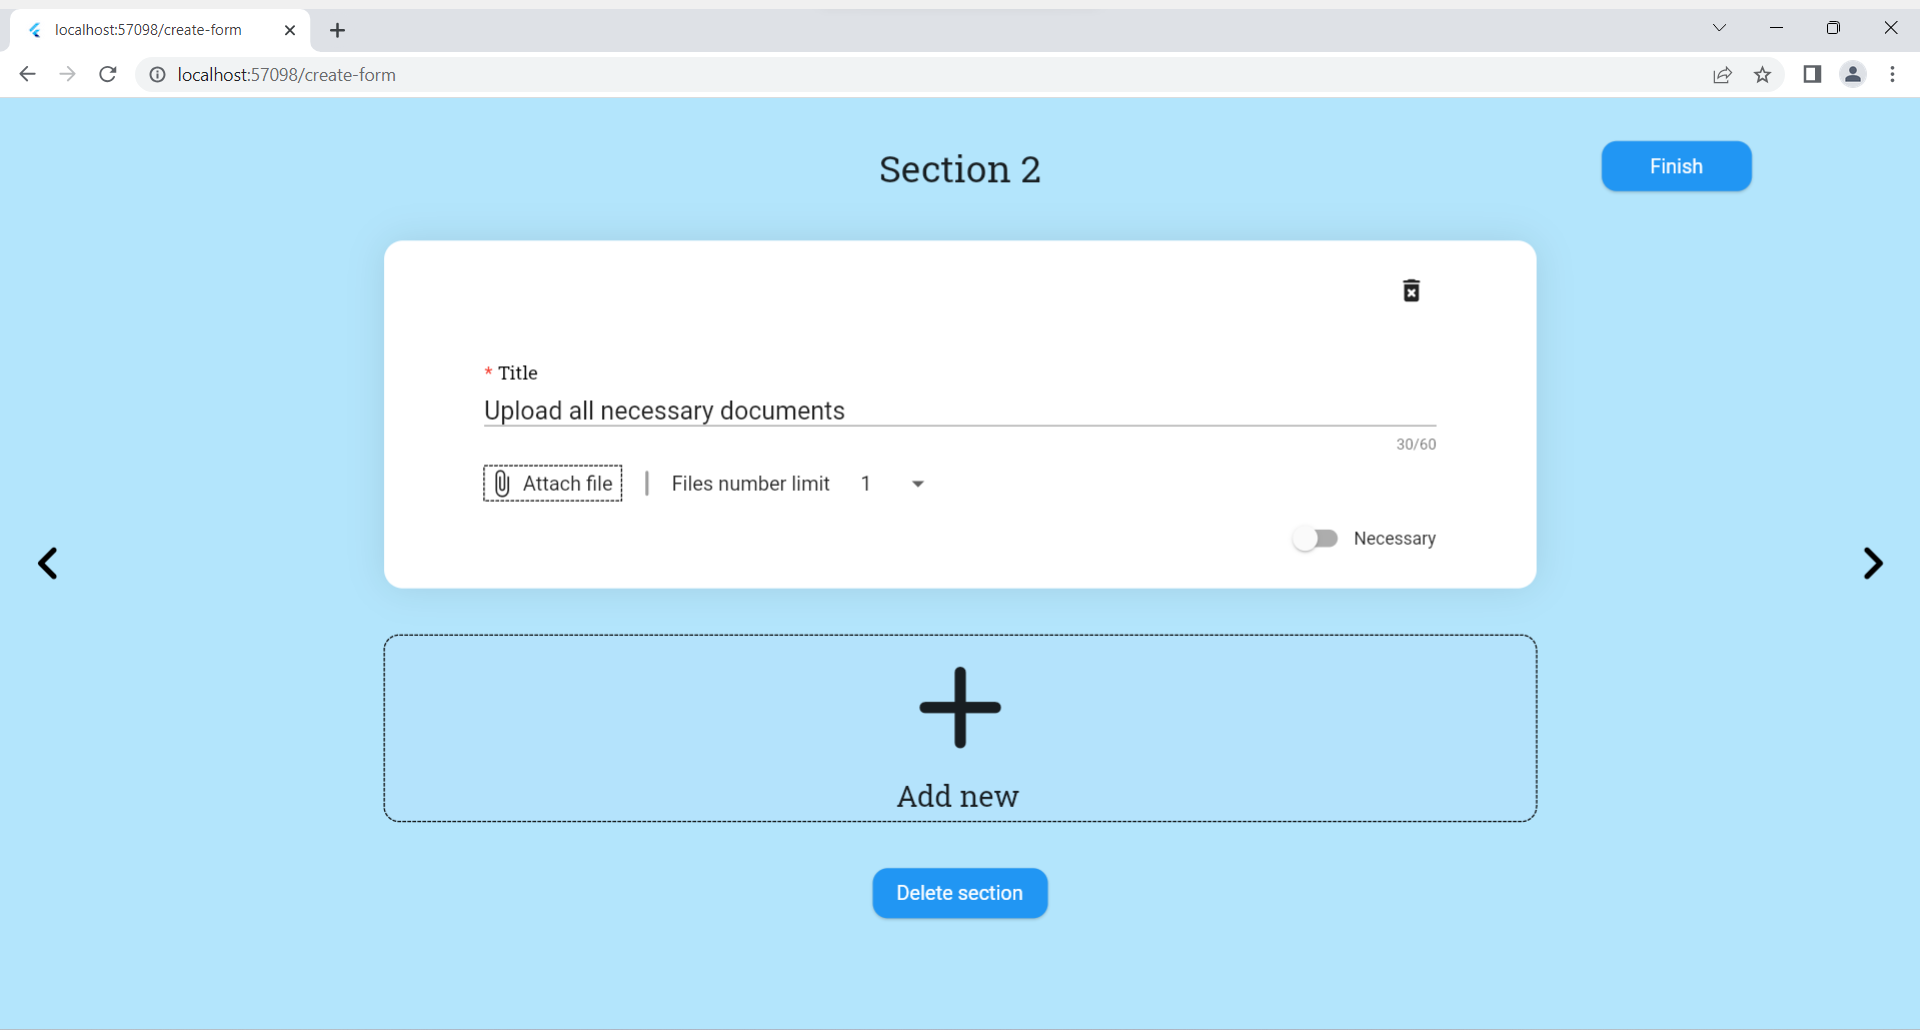 localhost:57098/create-form
localhost:57098/create-form
Section 2
Finish
* Title
Upload all necessary documents
30/60
Attach file | Files number limit 1
Necessary
Add new
Delete section